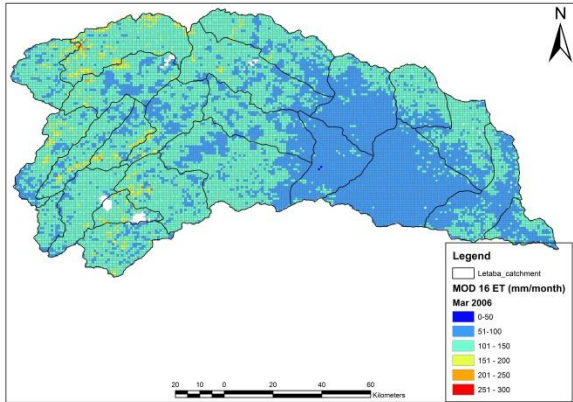 N
Legend
Letaba_catchment
MOD 16 ET (mm/month)
Mar 2006
0-50
51-100
101 - 150
151 - 200
201 - 250
251 - 300
20 10 0 20 40 60
Kilometers